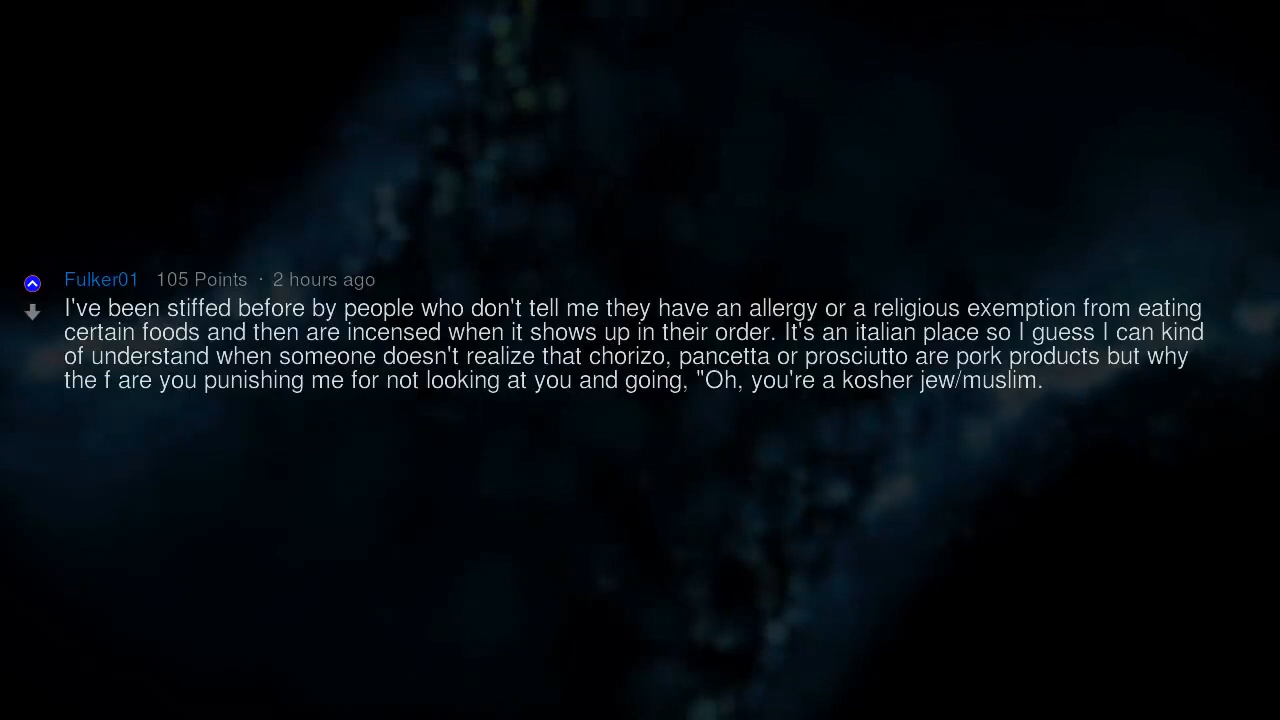 Fulker01 105 Points · 2 hours ago
I've been stiffed before by people who don't tell me they have an allergy or a religious exemption from eating
certain foods and then are incensed when it shows up in their order. It's an italian place so I guess I can kind
of understand when someone doesn't realize that chorizo, pancetta or prosciutto are pork products but why
the f are you punishing me for not looking at you and going, "Oh, you're a kosher jew/muslim.